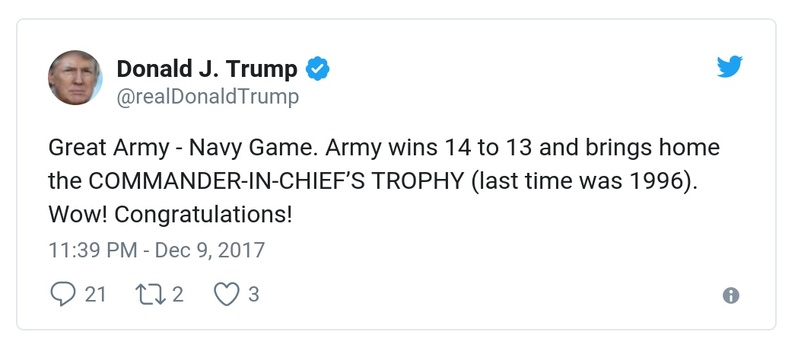 Donald J. Trump
@realDonaldTrump
Great Army - Navy Game. Army wins 14 to 13 and brings home
the COMMANDER-IN-CHIEF’S TROPHY (last time was 1996).
Wow! Congratulations!
11:39 PM - Dec 9, 2017
21 2 3